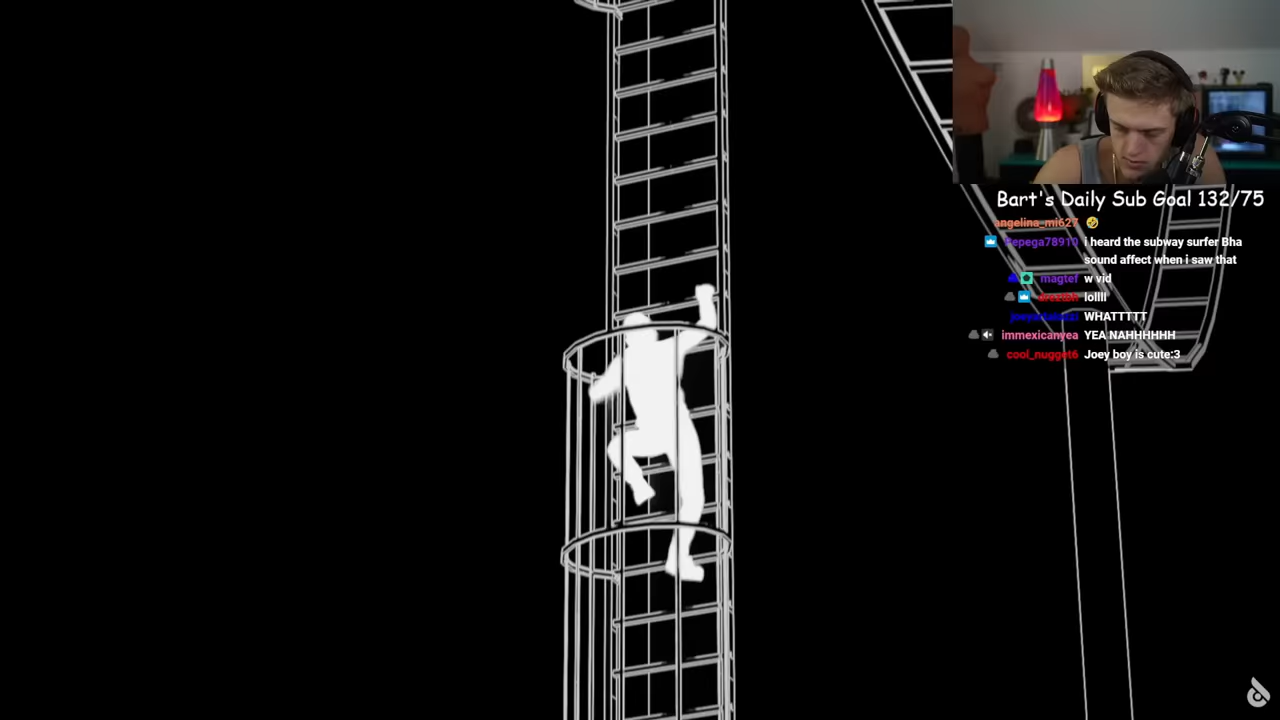 Bart's Daily Sub Goal 132/75
angelina_mi627 🤣
i heard the subway surfer Bha
sound affect when i saw that
magtef w vid
lollll
WHATTTTT
immexicanyea YEA NAHHHHHH
cool_nugget6 Joey boy is cute:3